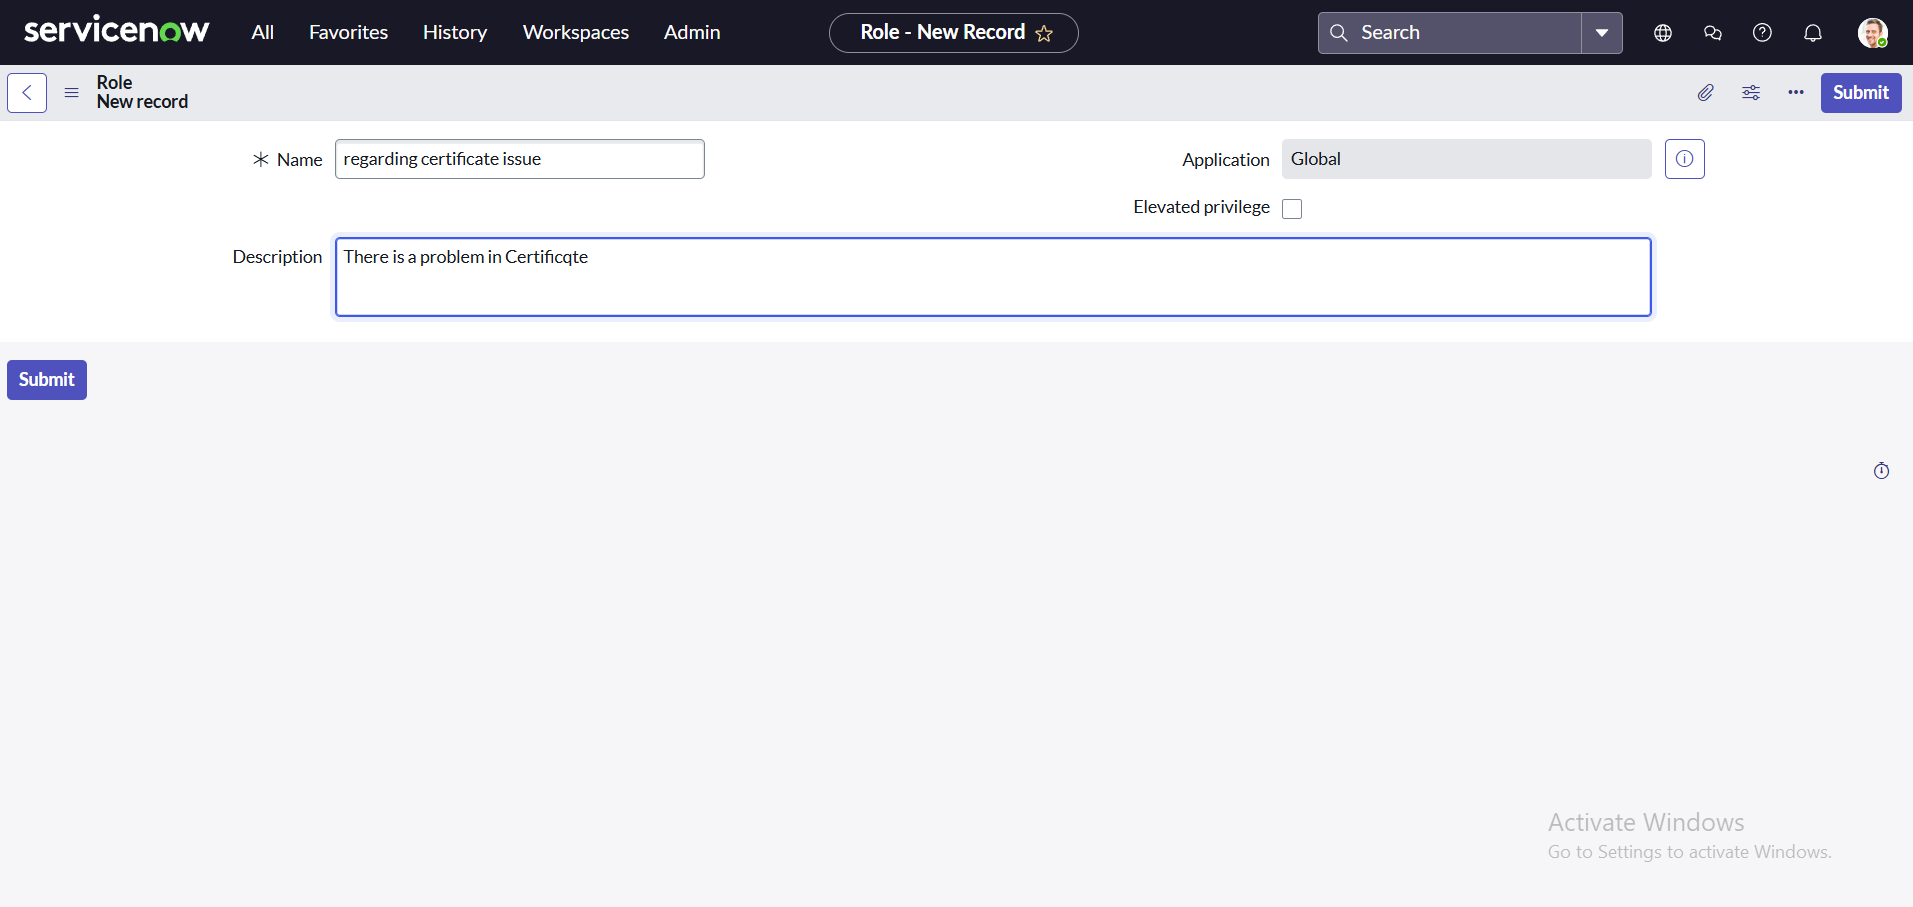 servicenow All Favorites History Workspaces Admin Role - New Record Search
Role
New record
Submit
Name regarding certificate issue Application Global
Elevated privilege
Description There is a problem in Certificqte
Submit
Activate Windows
Go to Settings to activate Windows.